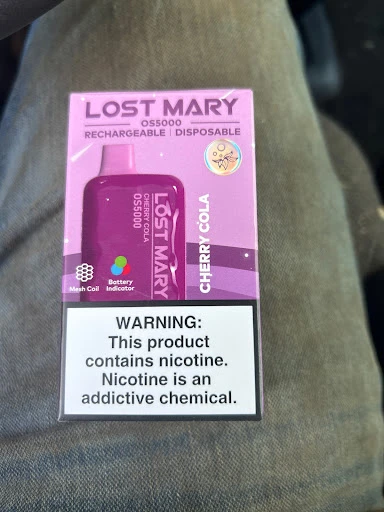 LOST MARY
OS5000
RECHARGEABLE | DISPOSABLE
LOST MARY
CHERRY COLA
OS5000
CHERRY COLA
Mesh Coil
Battery
Indicator
WARNING:
This product
contains nicotine.
Nicotine is an
addictive chemical.